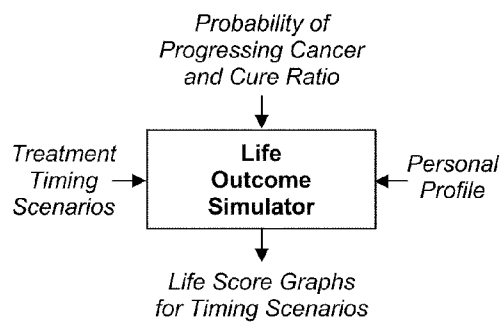 Probability of
Progressing Cancer
and Cure Ratio
Treatment
Timing
Scenarios
Life
Outcome
Simulator
Personal
Profile
Life Score Graphs
for Timing Scenarios